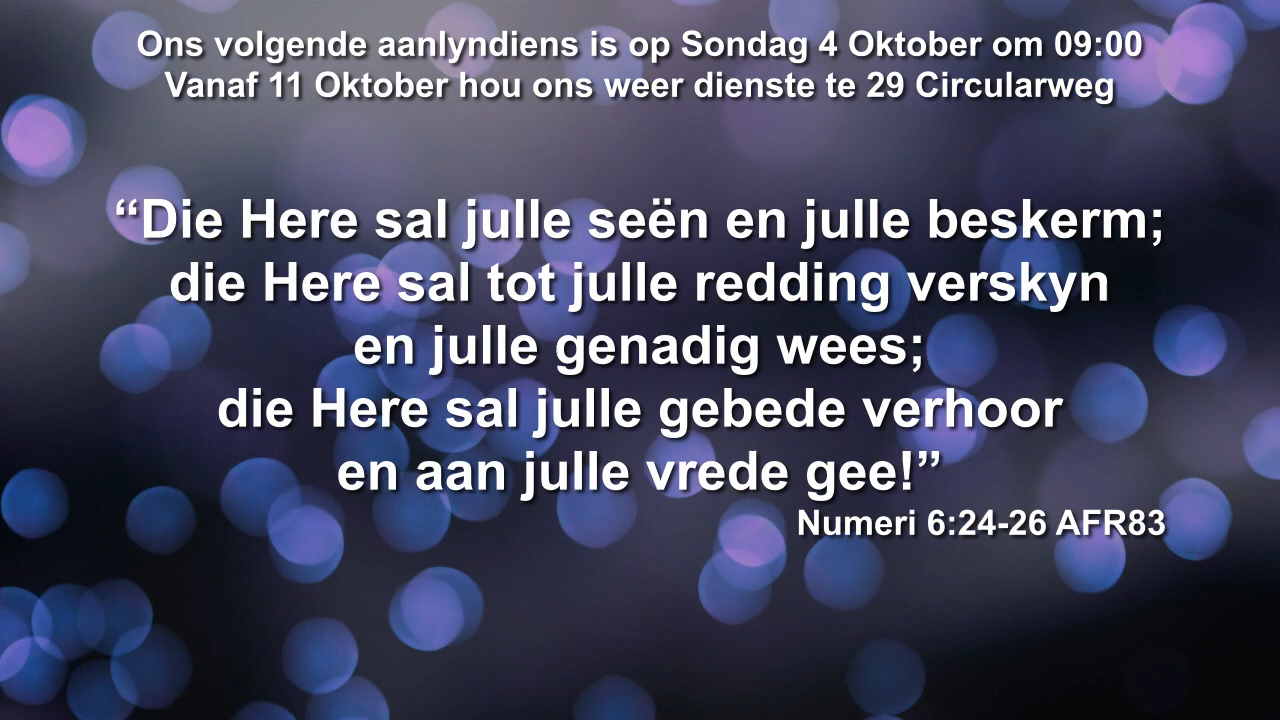 Ons volgende aanlyndiens is op Sondag 4 Oktober om 09:00
Vanaf 11 Oktober hou ons weer dienste te 29 Circularweg
“Die Here sal julle seën en julle beskerm;
die Here sal tot julle redding verskyn
en julle genadig wees;
die Here sal julle gebede verhoor
en aan julle vrede gee!”
Numeri 6:24-26 AFR83